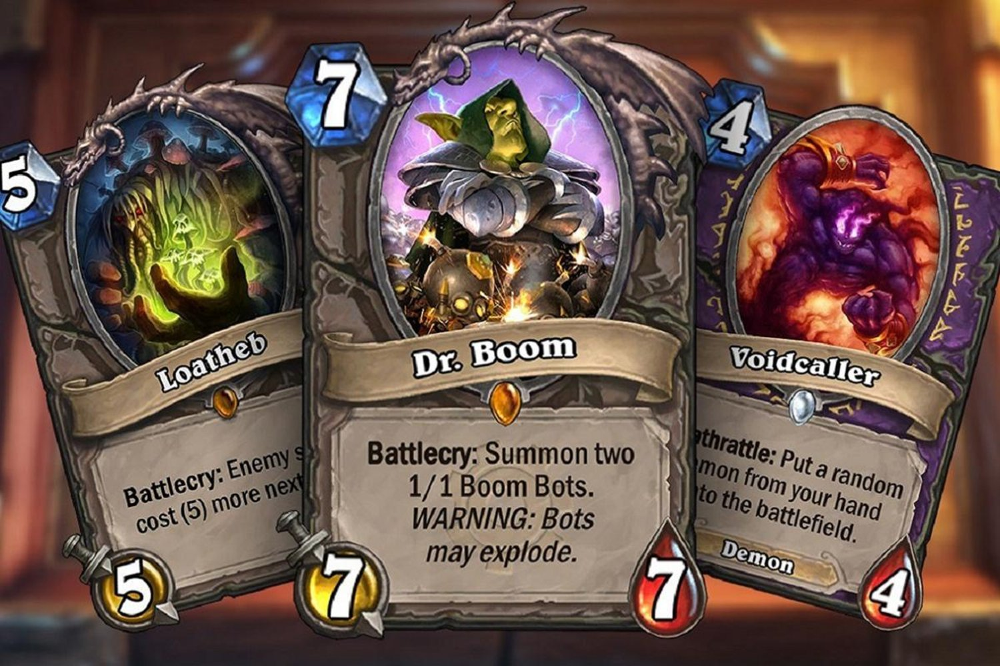 5
Loatheb
Battlecry: Enemy
cost (5) more next
5
7
Dr. Boom
Battlecry: Summon two
1/1 Boom Bots.
WARNING: Bots
may explode.
7
7
4
Voidcaller
athrattle: Put a random
mon from your hand
to the battlefield.
Demon
4